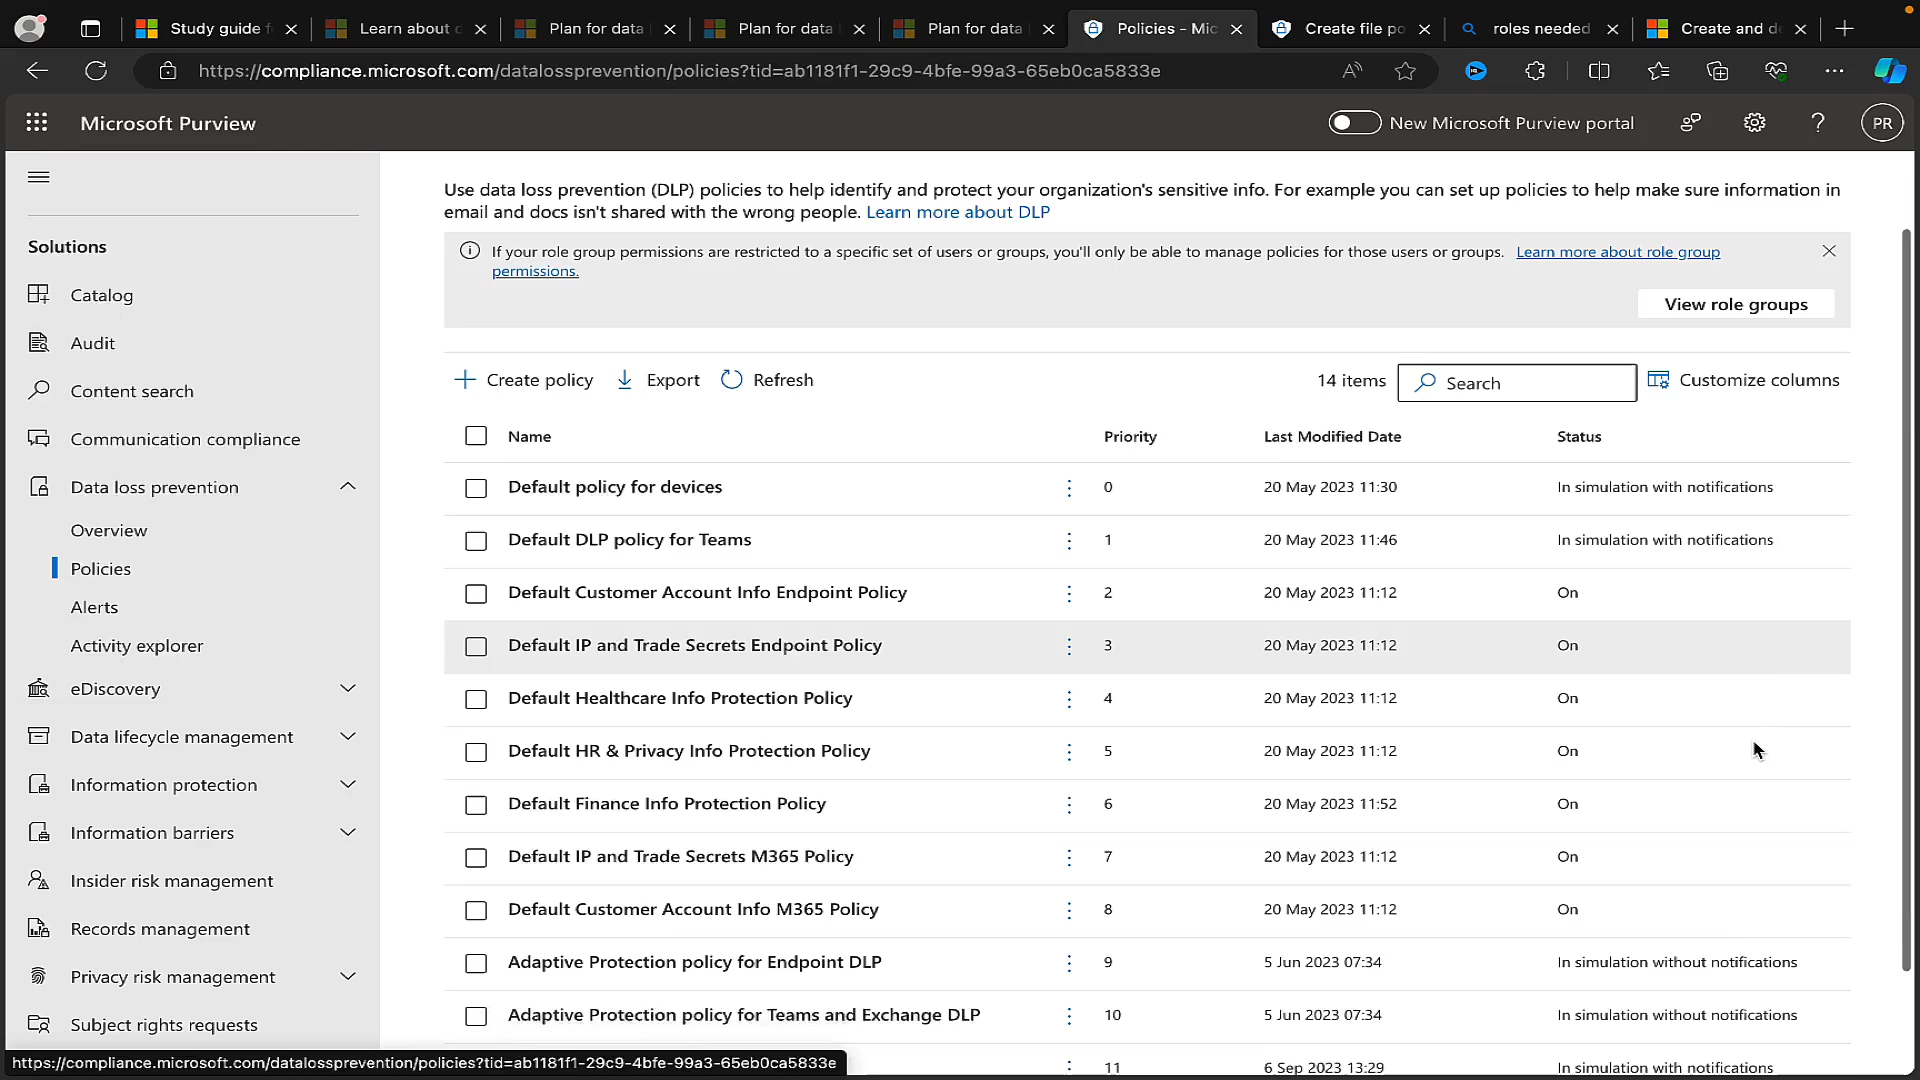 Study guide f
Learn about d
Plan for data
Plan for data
Plan for data
Policies - Mic
Create file po
roles needed
Create and de
https://compliance.microsoft.com/datalossprevention/policies?tid=ab1181f1-29c9-4bfe-99a3-65eb0ca5833e
Microsoft Purview
New Microsoft Purview portal
PR
Solutions
Catalog
Audit
Content search
Communication compliance
Data loss prevention
Overview
Policies
Alerts
Activity explorer
eDiscovery
Data lifecycle management
Information protection
Information barriers
Insider risk management
Records management
Privacy risk management
Subject rights requests
Use data loss prevention (DLP) policies to help identify and protect your organization's sensitive info. For example you can set up policies to help make sure information in
email and docs isn't shared with the wrong people. Learn more about DLP
If your role group permissions are restricted to a specific set of users or groups, you'll only be able to manage policies for those users or groups. Learn more about role group
permissions.
View role groups
Create policy Export Refresh 14 items Search Customize columns
Name Priority Last Modified Date Status
Default policy for devices 0 20 May 2023 11:30 In simulation with notifications
Default DLP policy for Teams 1 20 May 2023 11:46 In simulation with notifications
Default Customer Account Info Endpoint Policy 2 20 May 2023 11:12 On
Default IP and Trade Secrets Endpoint Policy 3 20 May 2023 11:12 On
Default Healthcare Info Protection Policy 4 20 May 2023 11:12 On
Default HR & Privacy Info Protection Policy 5 20 May 2023 11:12 On
Default Finance Info Protection Policy 6 20 May 2023 11:52 On
Default IP and Trade Secrets M365 Policy 7 20 May 2023 11:12 On
Default Customer Account Info M365 Policy 8 20 May 2023 11:12 On
Adaptive Protection policy for Endpoint DLP 9 5 Jun 2023 07:34 In simulation without notifications
Adaptive Protection policy for Teams and Exchange DLP 10 5 Jun 2023 07:34 In simulation without notifications
11 6 Sep 2023 13:29 In simulation with notifications
https://compliance.microsoft.com/datalossprevention/policies?tid=ab1181f1-29c9-4bfe-99a3-65eb0ca5833e